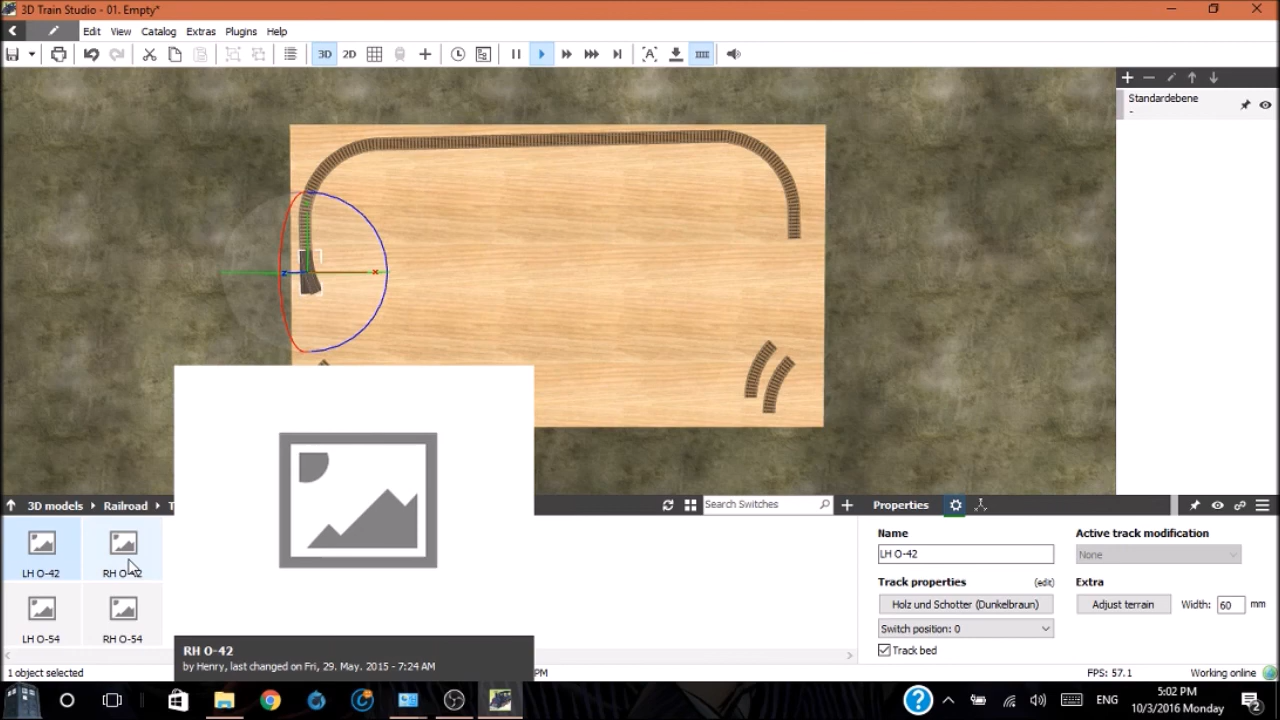 3D Train Studio - 01. Empty*
Edit View Catalog Extras Plugins Help
3D 2D
Standardebene
-
3D models Railroad T
Search Switches
Properties
LH O-42
RH O-42
LH O-54
RH O-54
RH O-42
by Henry, last changed on Fri, 29. May. 2015 - 7:24 AM
Name
LH O-42
Active track modification
None
Track properties (edit)
Extra
Holz und Schotter (Dunkelbraun)
Adjust terrain Width: 60 mm
Switch position: 0
Track bed
1 object selected
PM
FPS: 57.1
Working online
ENG
5:02 PM
10/3/2016 Monday
2